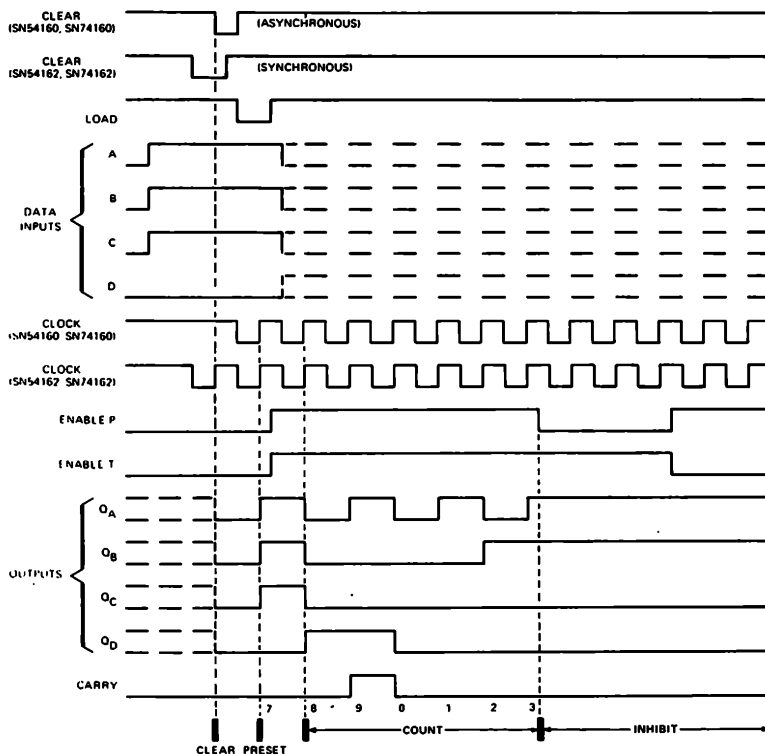 CLEAR
(SN54160, SN74160)
(ASYNCHRONOUS)
CLEAR
(SN54162, SN74162)
(SYNCHRONOUS)
LOAD
DATA
INPUTS
A
B
C
D
CLOCK
(SN54160 SN74160)
CLOCK
(SN54162 SN74162)
ENABLE P
ENABLE T
OUTPUTS
QA
QB
QC
QD
CARRY
7 8 9 0 1 2 3
COUNT
INHIBIT
CLEAR PRESET